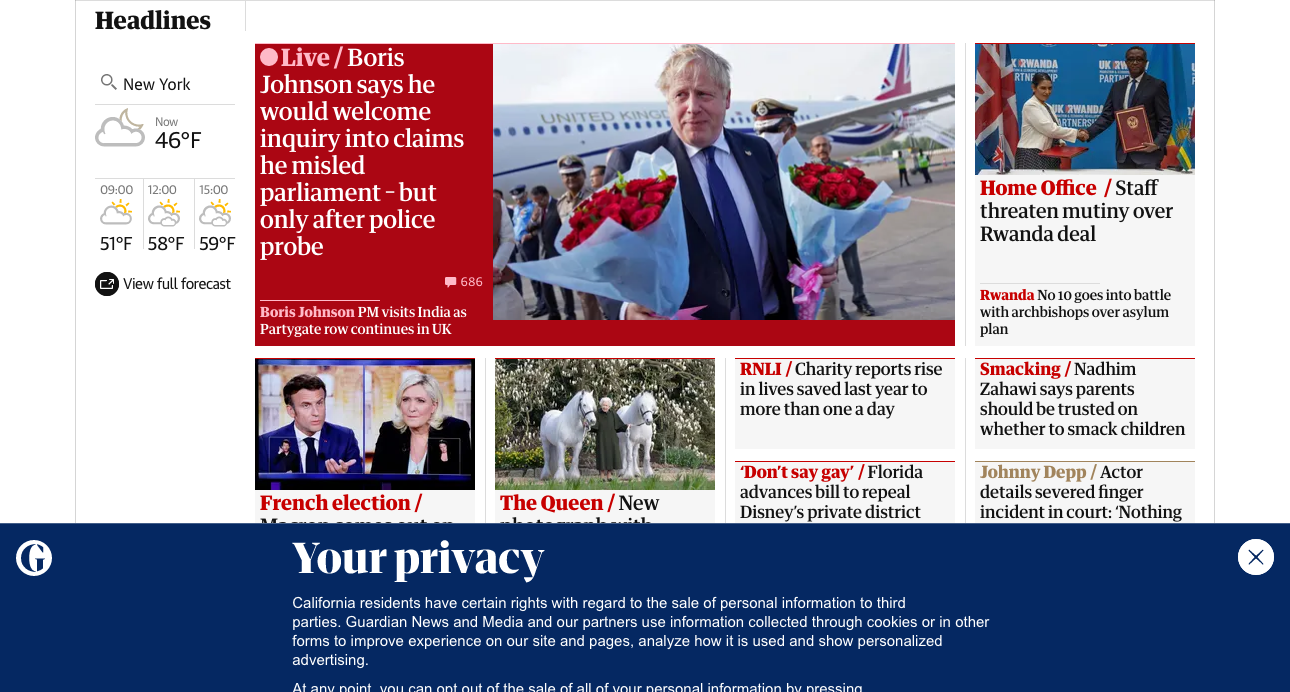 Headlines
New York
Now
46°F
09:00
12:00
15:00
51°F
58°F
59°F
View full forecast
Live / Boris
Johnson says he
would welcome
inquiry into claims
he misled
parliament – but
only after police
probe
686
Boris Johnson PM visits India as
Partygate row continues in UK
UNITED KINGDO
UK RWANDA
PARTNERSHIP
Home Office / Staff
threaten mutiny over
Rwanda deal
Rwanda No 10 goes into battle
with archbishops over asylum
plan
French election /
The Queen / New
RNLI / Charity reports rise
in lives saved last year to
more than one a day
'Don't say gay' / Florida
advances bill to repeal
Disney's private district
Smacking / Nadhim
Zahawi says parents
should be trusted on
whether to smack children
Johnny Depp / Actor
details severed finger
incident in court: 'Nothing
Your privacy
California residents have certain rights with regard to the sale of personal information to third
parties. Guardian News and Media and our partners use information collected through cookies or in other
forms to improve experience on our site and pages, analyze how it is used and show personalized
advertising.
At any point, you can opt out of the sale of all of your personal information by pressing